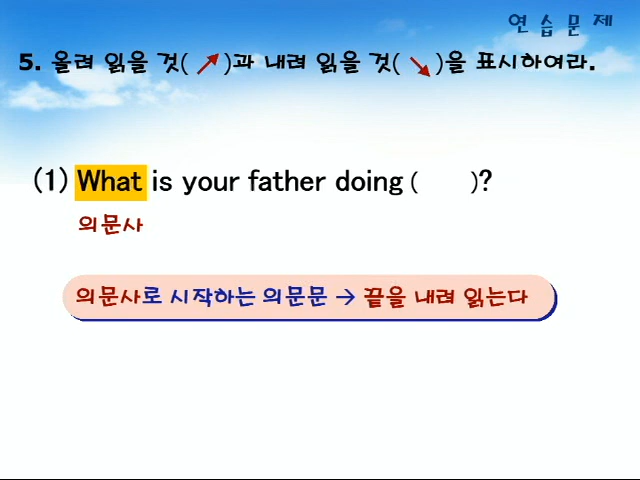 연습문제
5. 올려 읽을 것( ↗ )과 내려 읽을 것( ↘ )을 표시하여라.
(1) What is your father doing ( )?
의문사
의문사로 시작하는 의문문 → 끝을 내려 읽는다